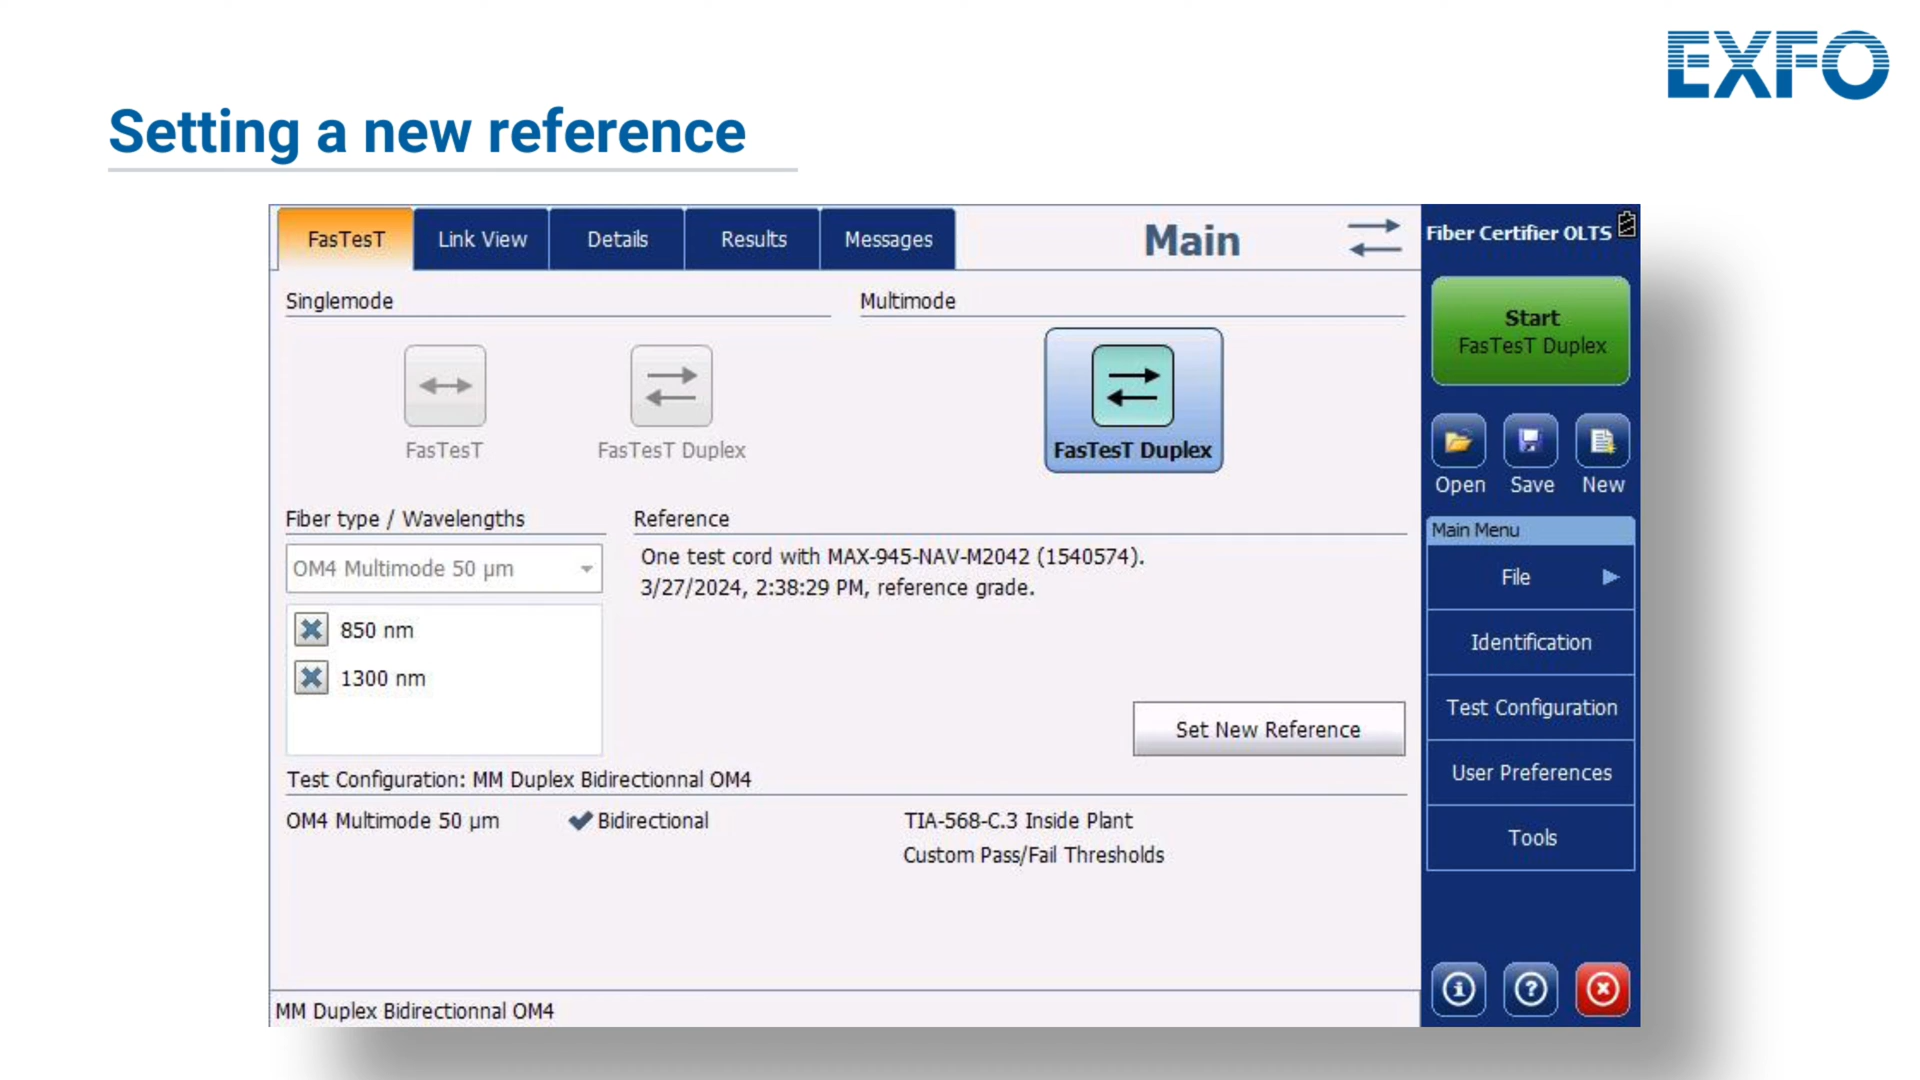 EXFO
Setting a new reference
FasTesT
Link View
Details
Results
Messages
Main
Fiber Certifier OLTS
Singlemode
Multimode
Start
FasTesT Duplex
FasTesT
FasTesT Duplex
FasTesT Duplex
Open
Save
New
Fiber type / Wavelengths
Reference
Main Menu
OM4 Multimode 50 µm
One test cord with MAX-945-NAV-M2042 (1540574).
3/27/2024, 2:38:29 PM, reference grade.
File
850 nm
1300 nm
Identification
Test Configuration
Set New Reference
User Preferences
Test Configuration: MM Duplex Bidirectionnal OM4
OM4 Multimode 50 µm
Bidirectional
TIA-568-C.3 Inside Plant
Custom Pass/Fail Thresholds
Tools
MM Duplex Bidirectionnal OM4